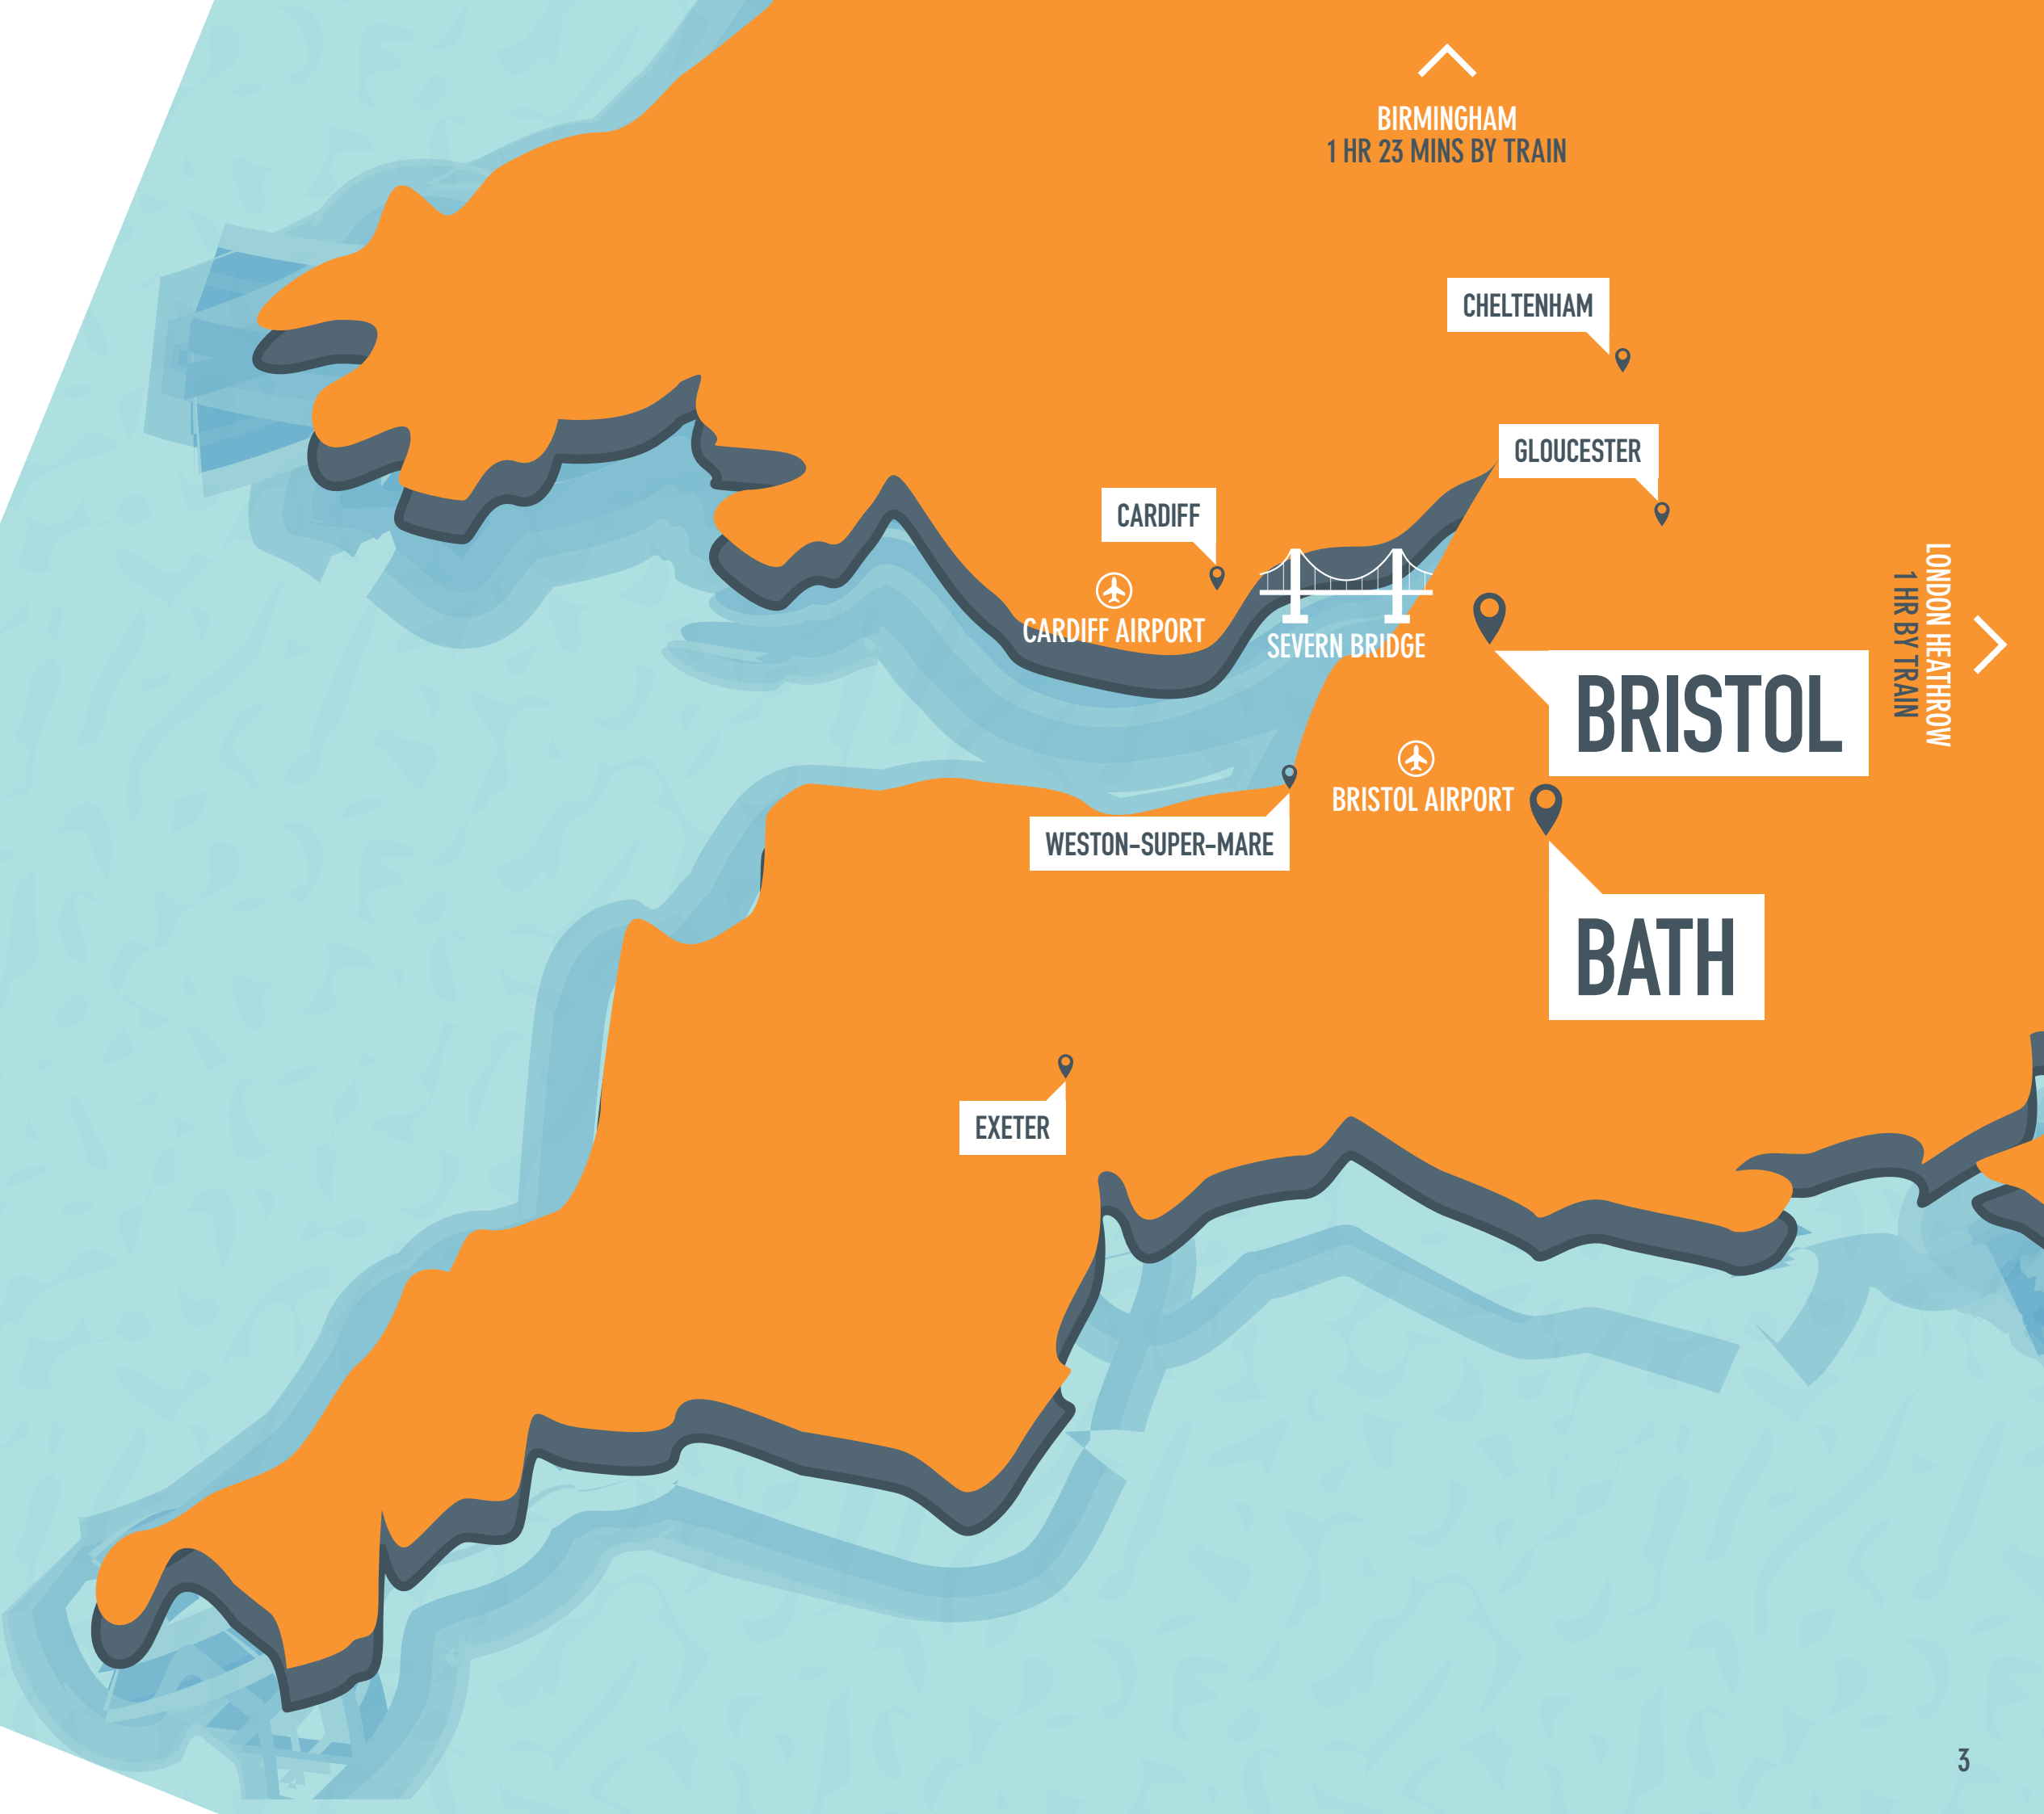 BIRMINGHAM
1 HR 23 MINS BY TRAIN
CHELTENHAM
GLOUCESTER
CARDIFF
CARDIFF AIRPORT
SEVERN BRIDGE
LONDON HEATHROW
1 HR BY TRAIN
BRISTOL
BRISTOL AIRPORT
WESTON-SUPER-MARE
BATH
EXETER
3